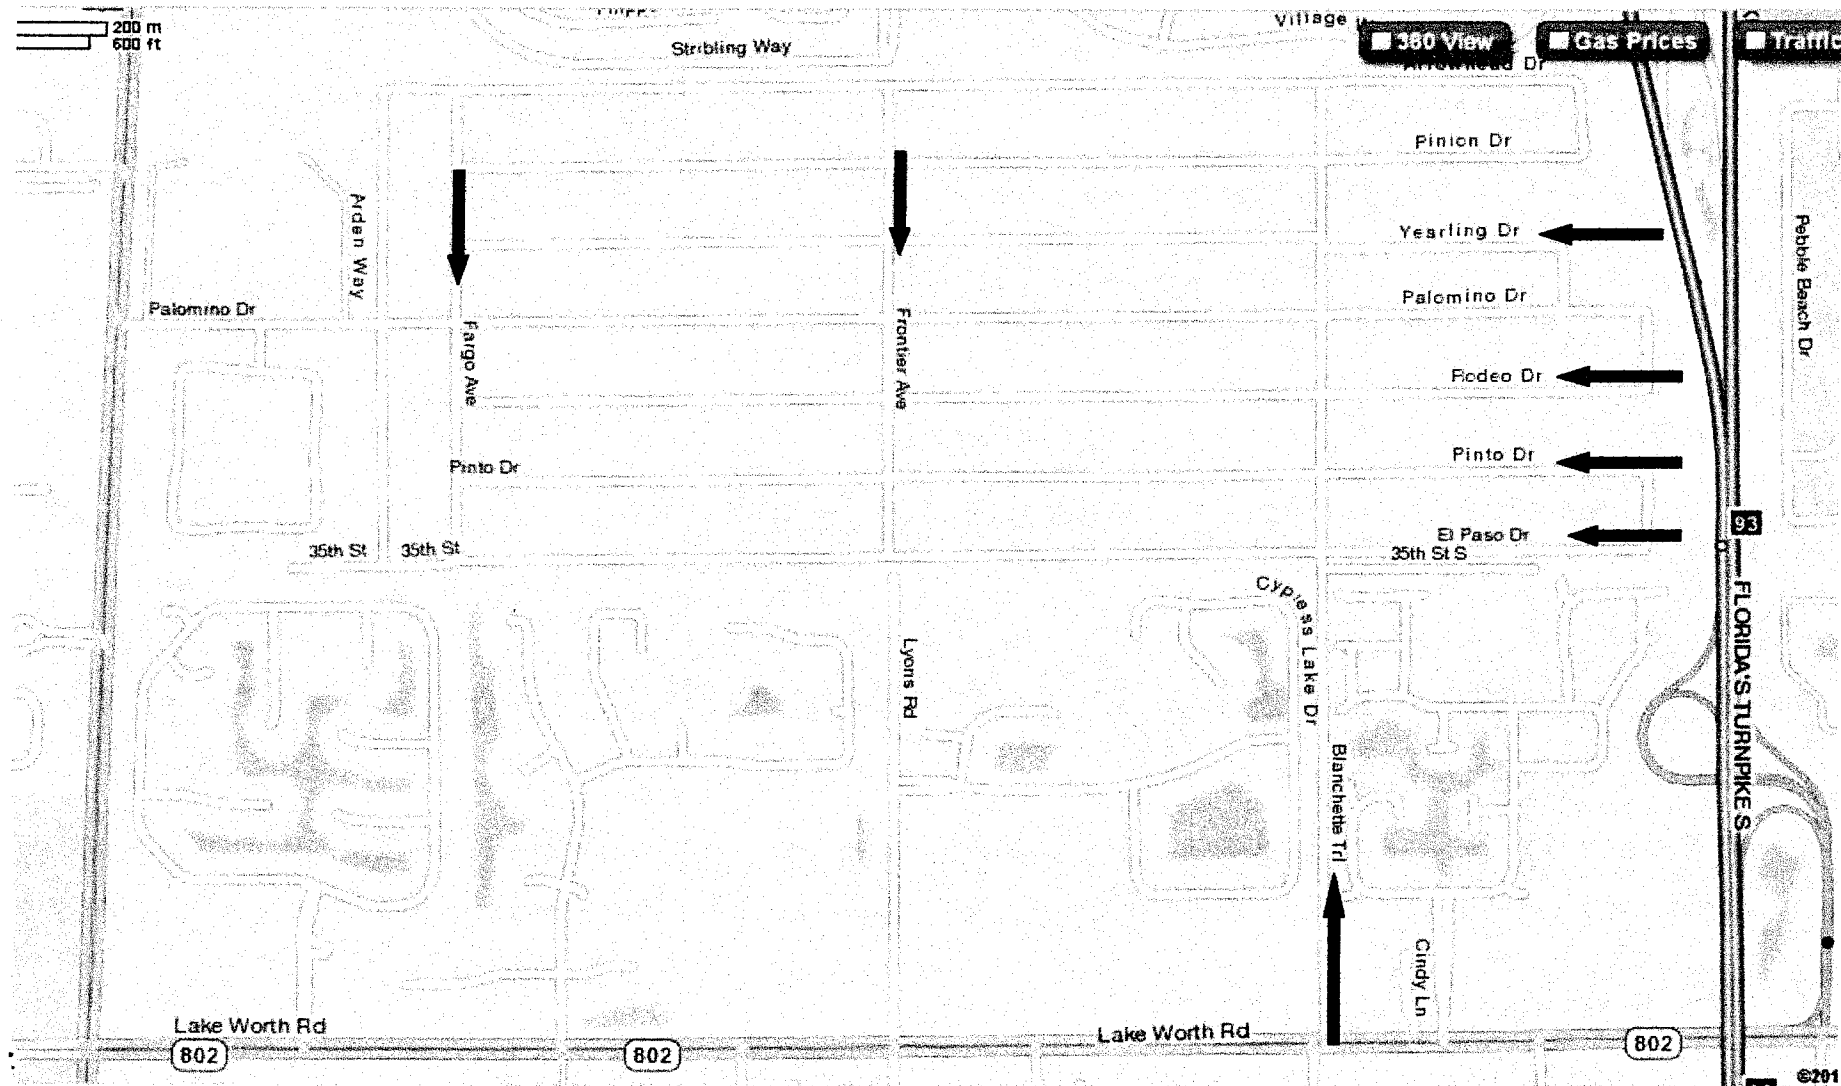 200 m
600 ft
Stribling Way
Village
360 View
Gas Prices
Traffic
Arrowhead Dr
Pinion Dr
Arden Way
Yearling Dr
Pebble Beach Dr
Palomino Dr
Palomino Dr
Fargo Ave
Frontier Ave
Rodeo Dr
Pinto Dr
Pinto Dr
93
El Paso Dr
35th St
35th St
35th St S
Cypress Lake Dr
FLORIDA'S TURNPIKE S
Lyons Rd
Blanchette Trl
Cindy Ln
Lake Worth Rd
Lake Worth Rd
802
802
802
©201